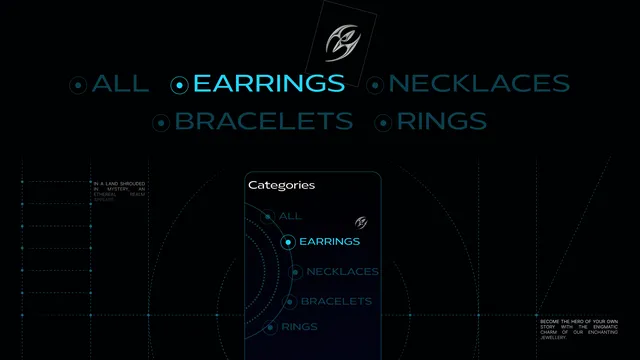 ALL EARRINGS NECKLACES
BRACELETS RINGS
IN A LAND SHROUDED
IN MYSTERY, AN
ETHEREAL REALM
Categories
ALL
EARRINGS
NECKLACES
BRACELETS
RINGS
BECOME THE HERO OF YOUR OWN
STORY WITH THE ENIGMATIC
CHARM OF OUR ENCHANTING
JEWELLERY